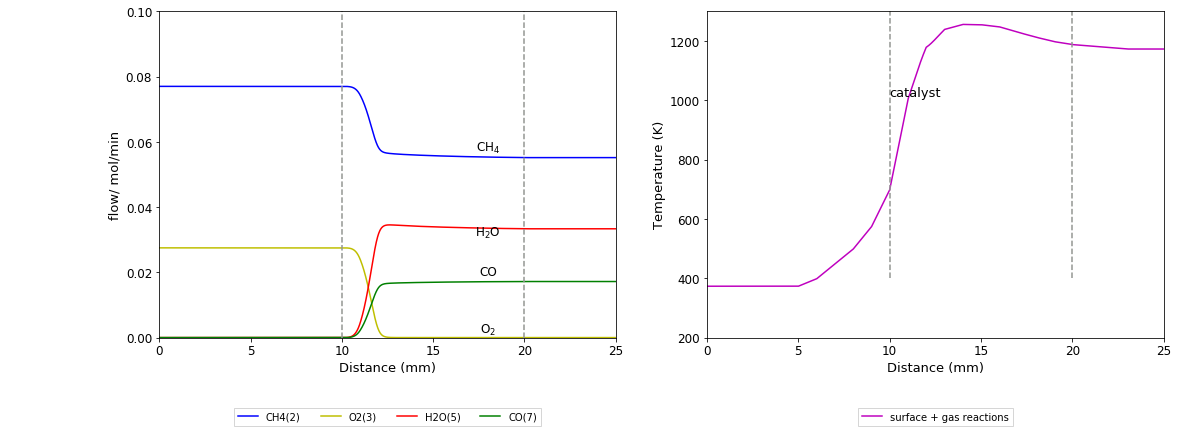 0.10
0.08
0.06
0.04
0.02
0.00
flow/ mol/min
CH₄
H₂O
CO
O₂
0 5 10 15 20 25
Distance (mm)
CH4(2) O2(3) H2O(5) CO(7)
1200
1000
800
600
400
200
Temperature (K)
catalyst
0 5 10 15 20 25
Distance (mm)
surface + gas reactions